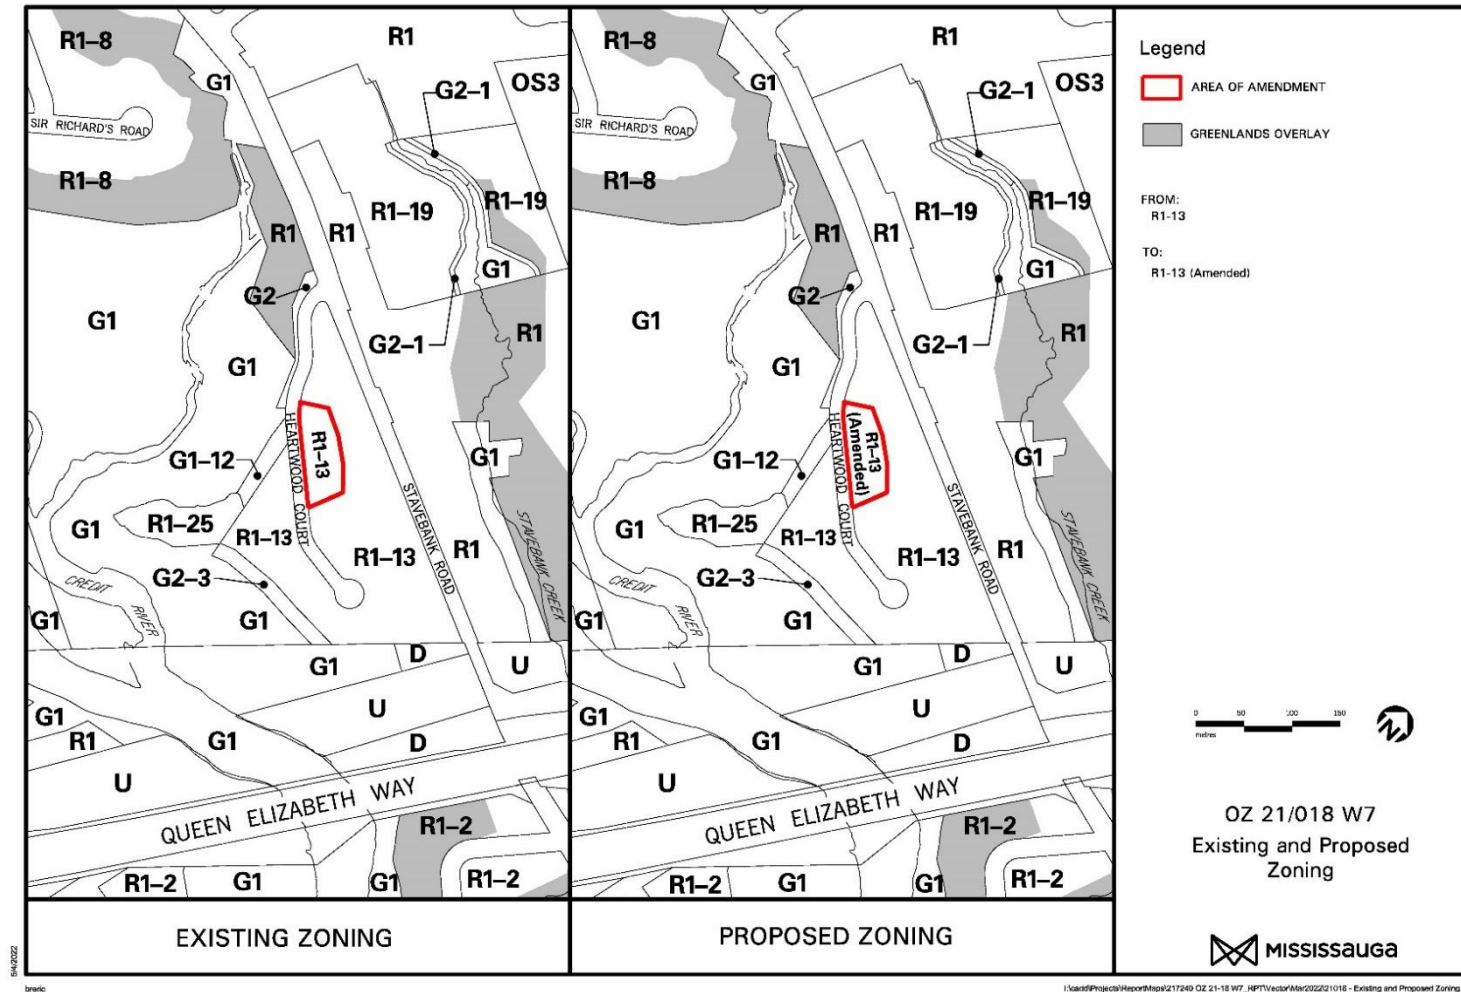 R1
R1–8
G1
OS3
G2–1
SIR RICHARD'S ROAD
R1–8
R1–19
R1–19
R1
R1
G1
G2
G1
R1
G2–1
G1
R1–13
HEARTWOOD COURT
G1–12
G1
STAVEBANK ROAD
G1
R1–25
R1–13
R1–13
R1
STAVEBANK CREEK
G2–3
CREDIT RIVER
G1
G1
G1
D
U
G1
U
R1
G1
D
U
QUEEN ELIZABETH WAY
R1–2
R1–2
G1
G1
R1–2
EXISTING ZONING
R1
R1–8
G1
OS3
G2–1
SIR RICHARD'S ROAD
R1–8
R1–19
R1–19
R1
R1
G1
G2
G1
R1
G2–1
G1
R1–13
(Amended)
HEARTWOOD COURT
G1–12
G1
STAVEBANK ROAD
G1
R1–25
R1–13
R1–13
R1
STAVEBANK CREEK
G2–3
CREDIT RIVER
G1
G1
G1
D
U
G1
U
R1
G1
D
U
QUEEN ELIZABETH WAY
R1–2
R1–2
G1
G1
R1–2
PROPOSED ZONING
Legend
AREA OF AMENDMENT
GREENLANDS OVERLAY
FROM:
R1-13
TO:
R1-13 (Amended)
0 50 100 150
metres
OZ 21/018 W7
Existing and Proposed
Zoning
MISSISSAUGA
5/4/2022